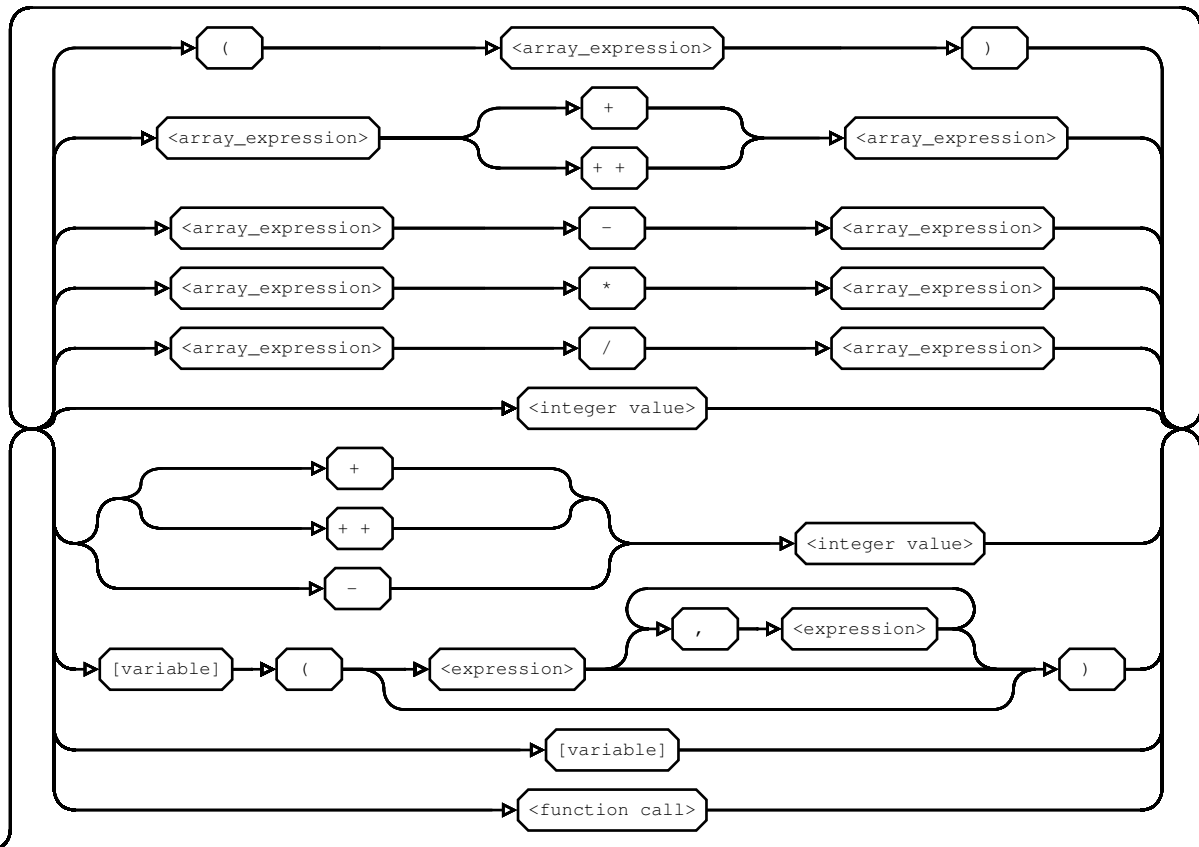 ( <array_expression> )
+
<array_expression> <array_expression>
+ +
<array_expression> - <array_expression>
<array_expression> * <array_expression>
<array_expression> / <array_expression>
<integer value>
+
+ +
<integer value>
-
, <expression>
[variable] ( <expression> )
[variable]
<function call>